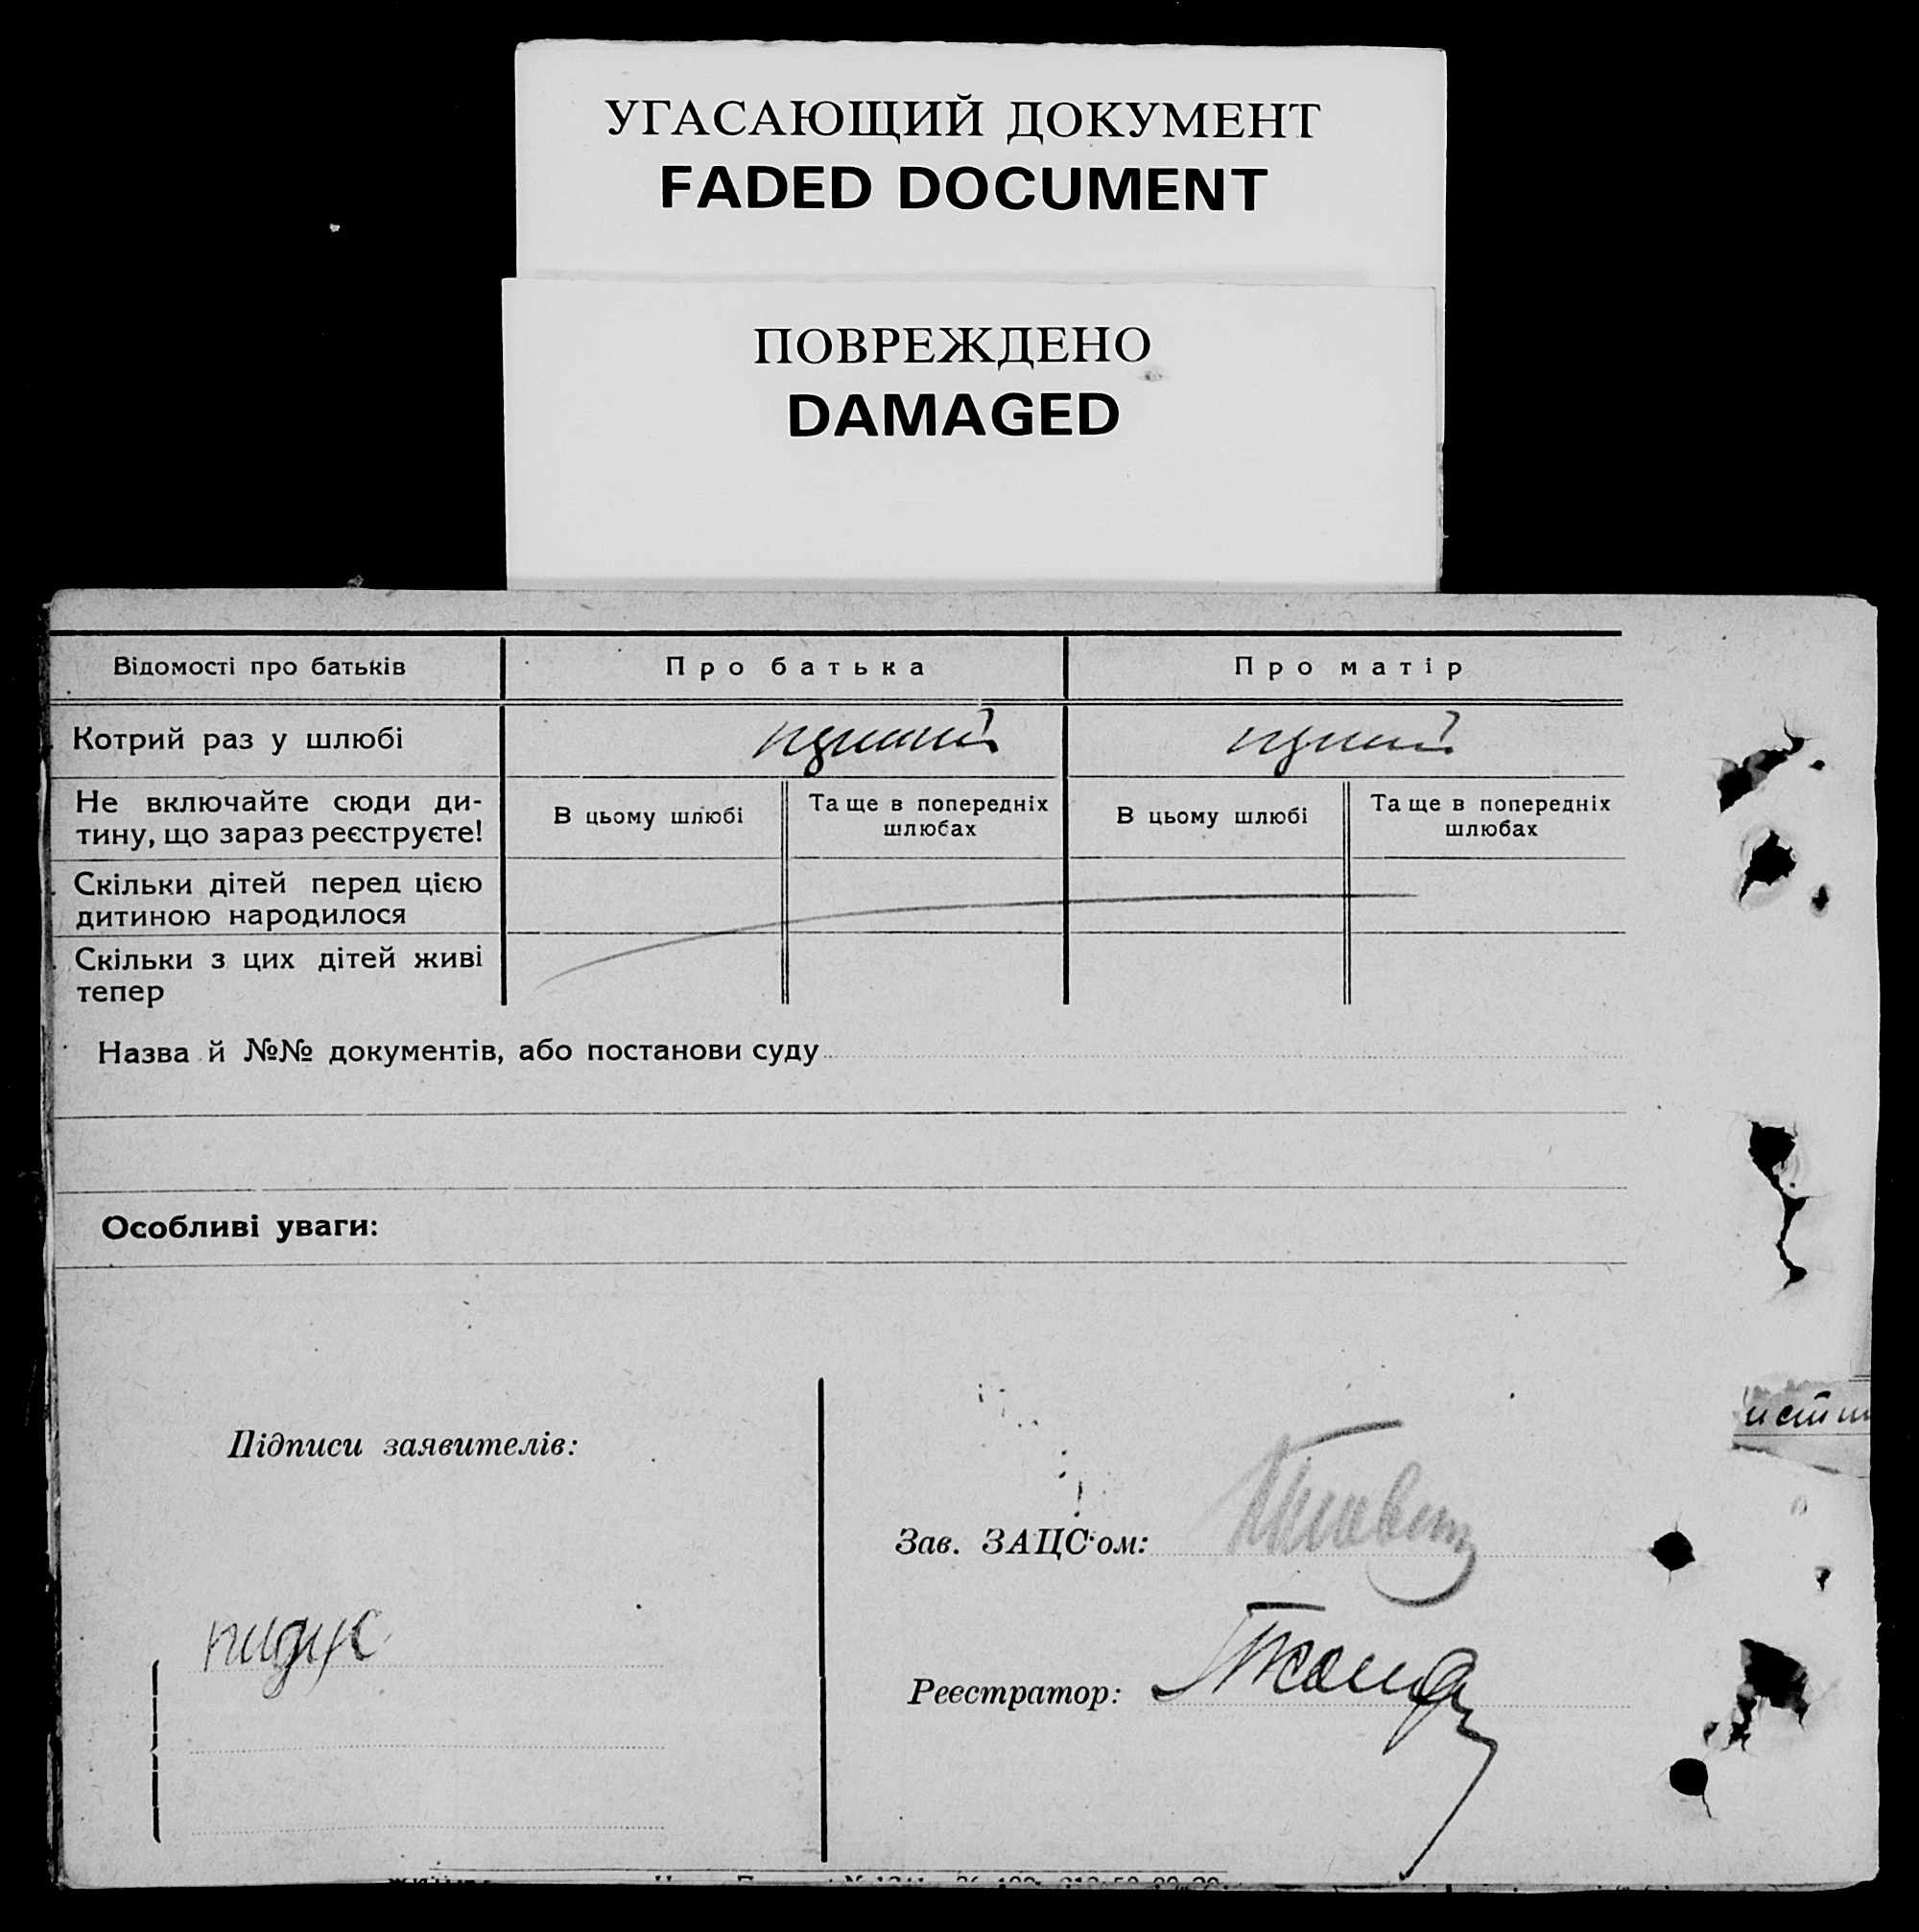 УГАСАЮЩИЙ ДОКУМЕНТ
FADED DOCUMENT
ПОВРЕЖДЕНО
DAMAGED
Відомості про батьків
Про батька
Про матір
Котрий раз у шлюбі
Не включайте сюди ди-
тину, що зараз реєструєте!
В цьому шлюбі
Та ще в попередніх
шлюбах
В цьому шлюбі
Та ще в попередніх
шлюбах
Скільки дітей перед цією
дитиною народилося
Скільки з цих дітей живі
тепер
Назва й №№ документів, або постанови суду
Особливі уваги:
Підписи заявителів:
Зав. ЗАЦС'ом:
Реєстратор: